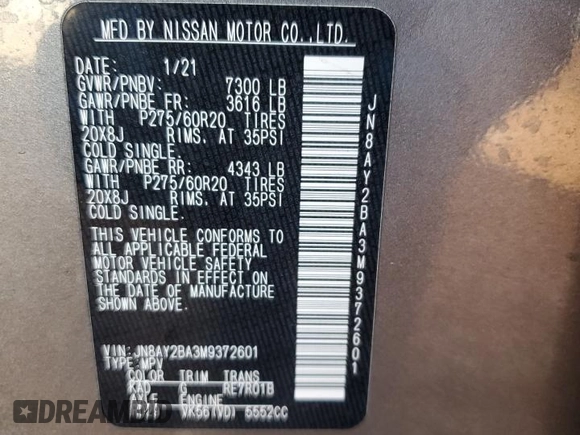 MFD BY NISSAN MOTOR CO.,LTD.
DATE: 1/21
GVWR/PNBV: 7300 LB
GAWR/PNBE FR: 3616 LB
WITH P275/60R20 TIRES
20X8J RIMS. AT 35PSI
COLD SINGLE.
GAWR/PNBE RR: 4343 LB
WITH P275/60R20 TIRES
20X8J RIMS. AT 35PSI
COLD SINGLE.
THIS VEHICLE CONFORMS TO
ALL APPLICABLE FEDERAL
MOTOR VEHICLE SAFETY
STANDARDS IN EFFECT ON
THE DATE OF MANUFACTURE
SHOWN ABOVE.
VIN: JN8AY2BA3M9372601
TYPE: MPV
COLOR TRIM TRANS
KAD G RE7R01B
ENGINE
VK56(VD) 5552CC
JN8AY2BA3M9372601
DREAMBID